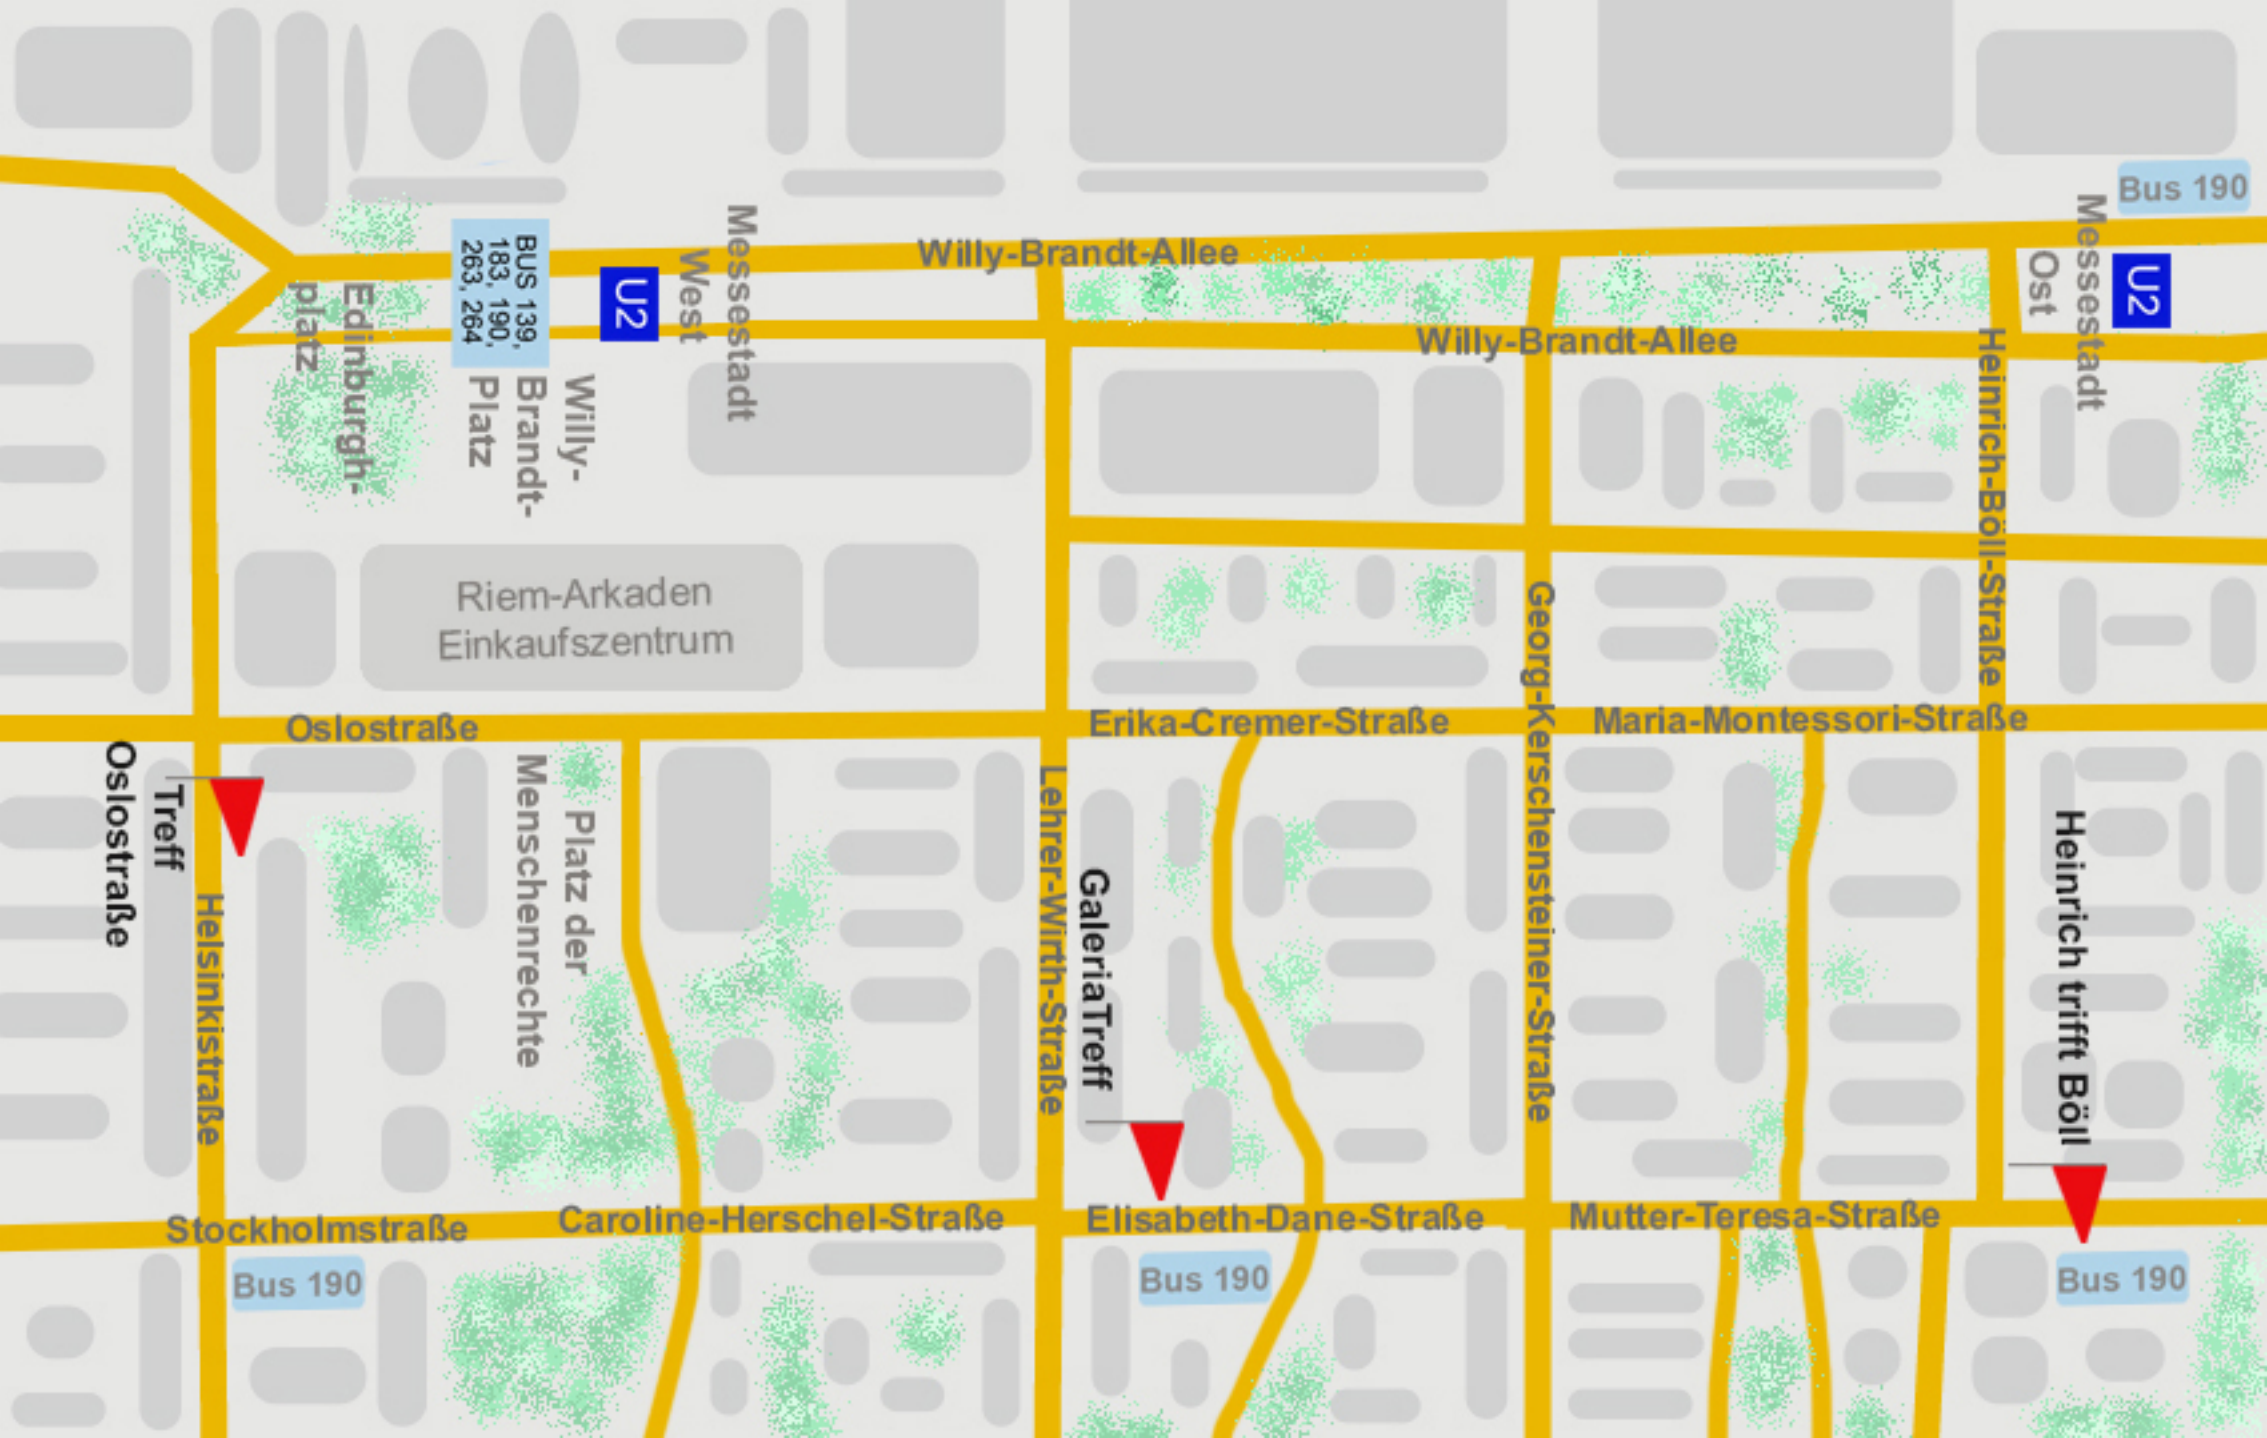 Bus 190
Messestadt
Ost
U2
Willy-Brandt-Allee
Messestadt
West
U2
BUS 139,
183, 190,
263, 264
Edinburgh-
platz
Willy-
Brandt-
Platz
Willy-Brandt-Allee
Heinrich-Böll-Straße
Riem-Arkaden
Einkaufszentrum
Georg-Kerschensteiner-Straße
Oslostraße
Erika-Cremer-Straße
Maria-Montessori-Straße
Treff
Oslostraße
Helsinkistraße
Platz der
Menschenrechte
Lehrer-Wirth-Straße
GaleriaTreff
Heinrich trifft Böll
Stockholmstraße
Caroline-Herschel-Straße
Elisabeth-Dane-Straße
Mutter-Teresa-Straße
Bus 190
Bus 190
Bus 190